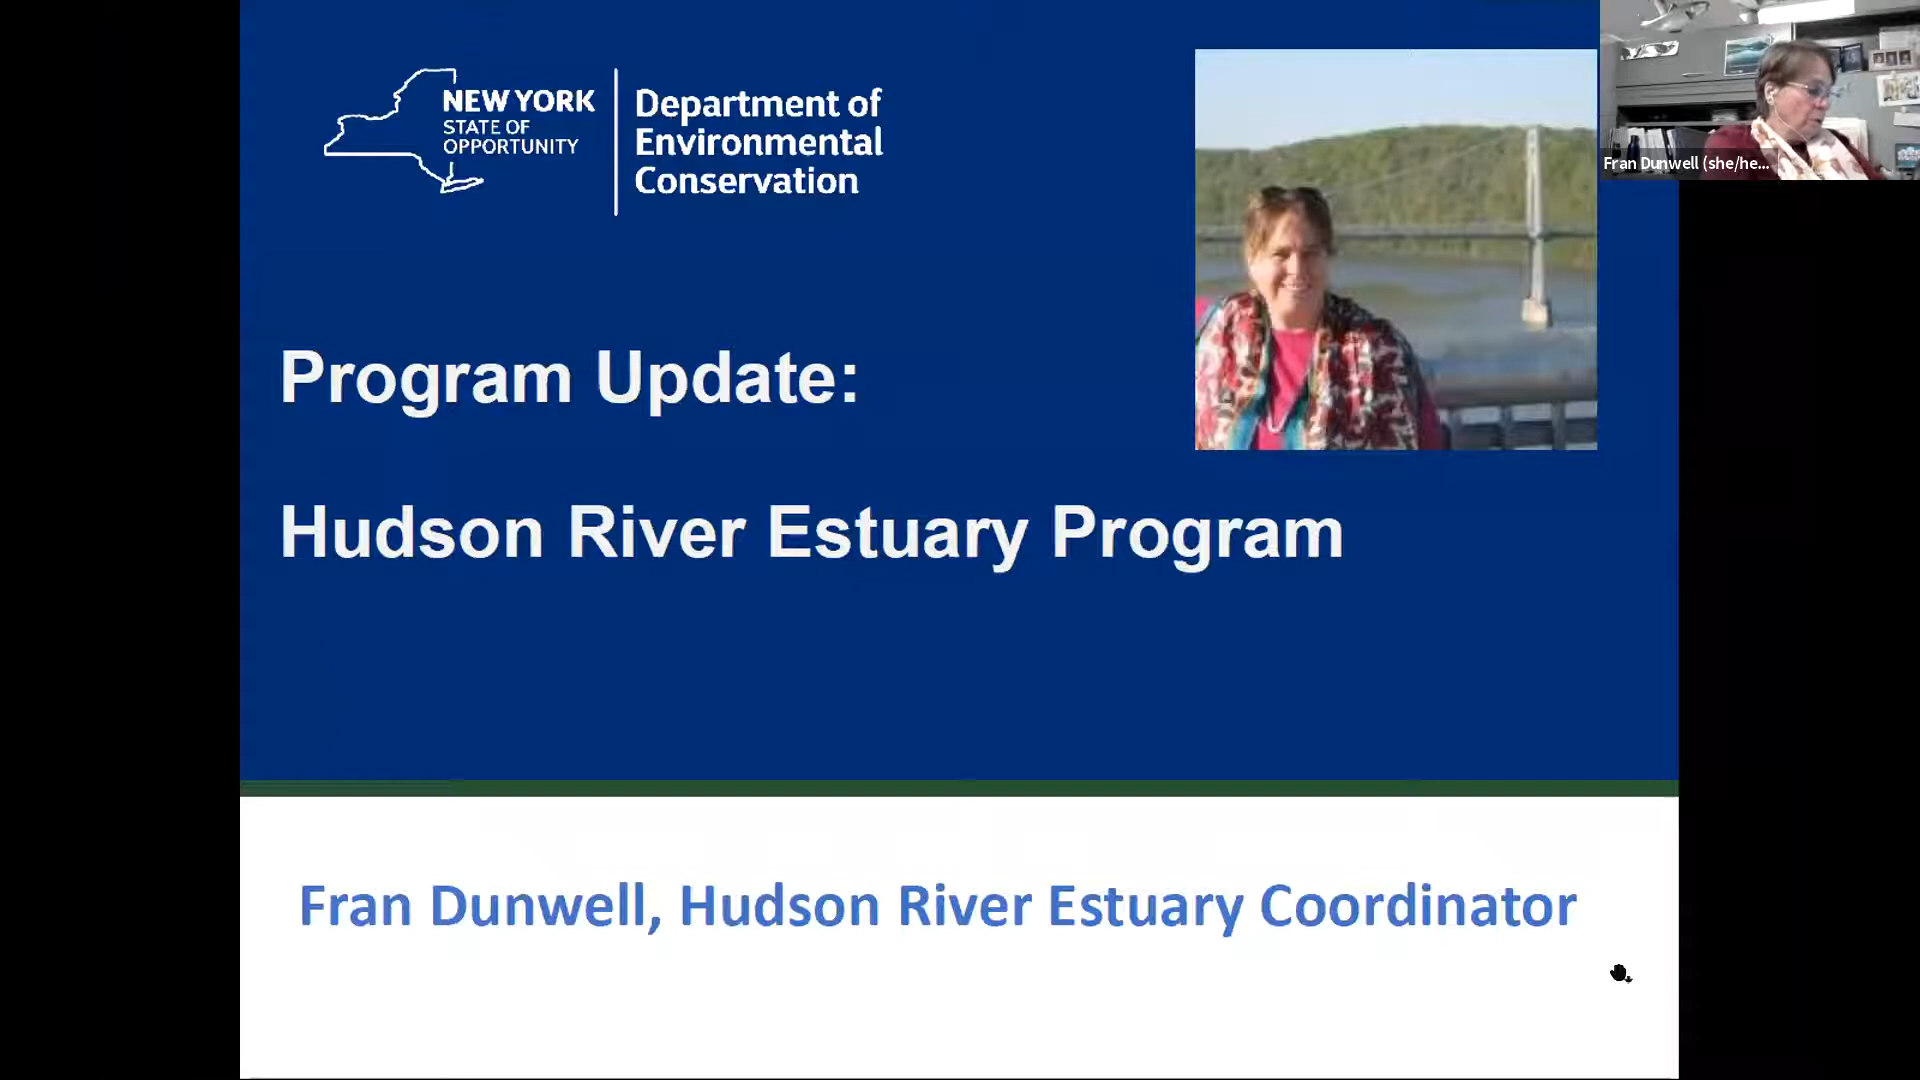 NEW YORK
STATE OF
OPPORTUNITY
Department of
Environmental
Conservation
Fran Dunwell (she/he...
Program Update:
Hudson River Estuary Program
Fran Dunwell, Hudson River Estuary Coordinator